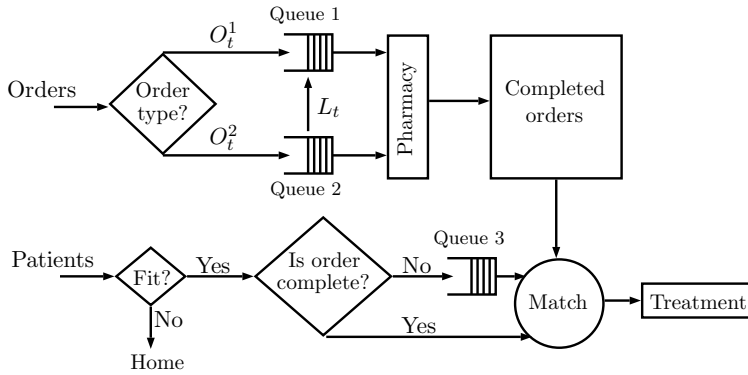 Queue 1
O_t^1
Orders
Order
type?
L_t
Pharmacy
Completed
orders
O_t^2
Queue 2
Patients
Fit?
Yes
Is order
complete?
No
Queue 3
Match
Treatment
No
Yes
Home